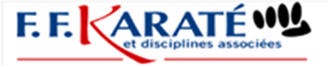 F.F.KARATÉ
et disciplines associées